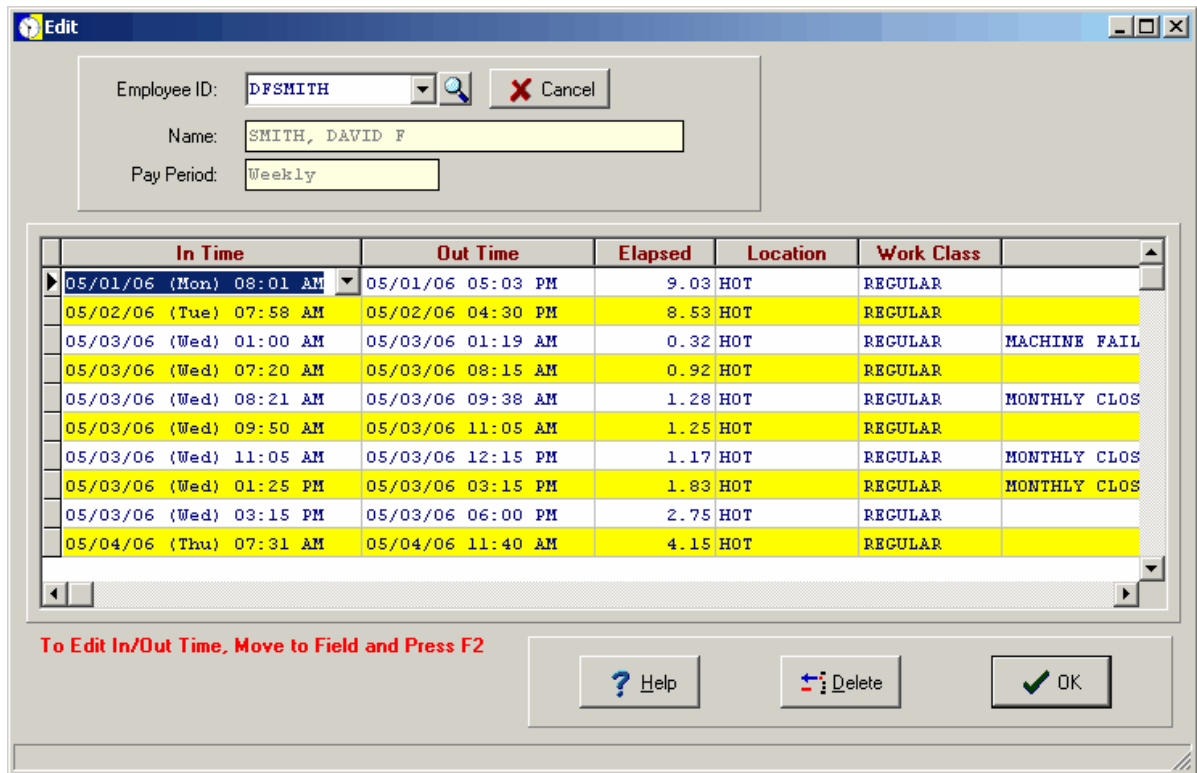 Edit
Employee ID: DFSMITH Cancel
Name: SMITH, DAVID F
Pay Period: Weekly
In Time Out Time Elapsed Location Work Class
05/01/06 (Mon) 08:01 AM 05/01/06 05:03 PM 9.03 HOT REGULAR
05/02/06 (Tue) 07:58 AM 05/02/06 04:30 PM 8.53 HOT REGULAR
05/03/06 (Wed) 01:00 AM 05/03/06 01:19 AM 0.32 HOT REGULAR MACHINE FAIL
05/03/06 (Wed) 07:20 AM 05/03/06 08:15 AM 0.92 HOT REGULAR
05/03/06 (Wed) 08:21 AM 05/03/06 09:38 AM 1.28 HOT REGULAR MONTHLY CLOS
05/03/06 (Wed) 09:50 AM 05/03/06 11:05 AM 1.25 HOT REGULAR
05/03/06 (Wed) 11:05 AM 05/03/06 12:15 PM 1.17 HOT REGULAR MONTHLY CLOS
05/03/06 (Wed) 01:25 PM 05/03/06 03:15 PM 1.83 HOT REGULAR MONTHLY CLOS
05/03/06 (Wed) 03:15 PM 05/03/06 06:00 PM 2.75 HOT REGULAR
05/04/06 (Thu) 07:31 AM 05/04/06 11:40 AM 4.15 HOT REGULAR
To Edit In/Out Time, Move to Field and Press F2
Help Delete OK